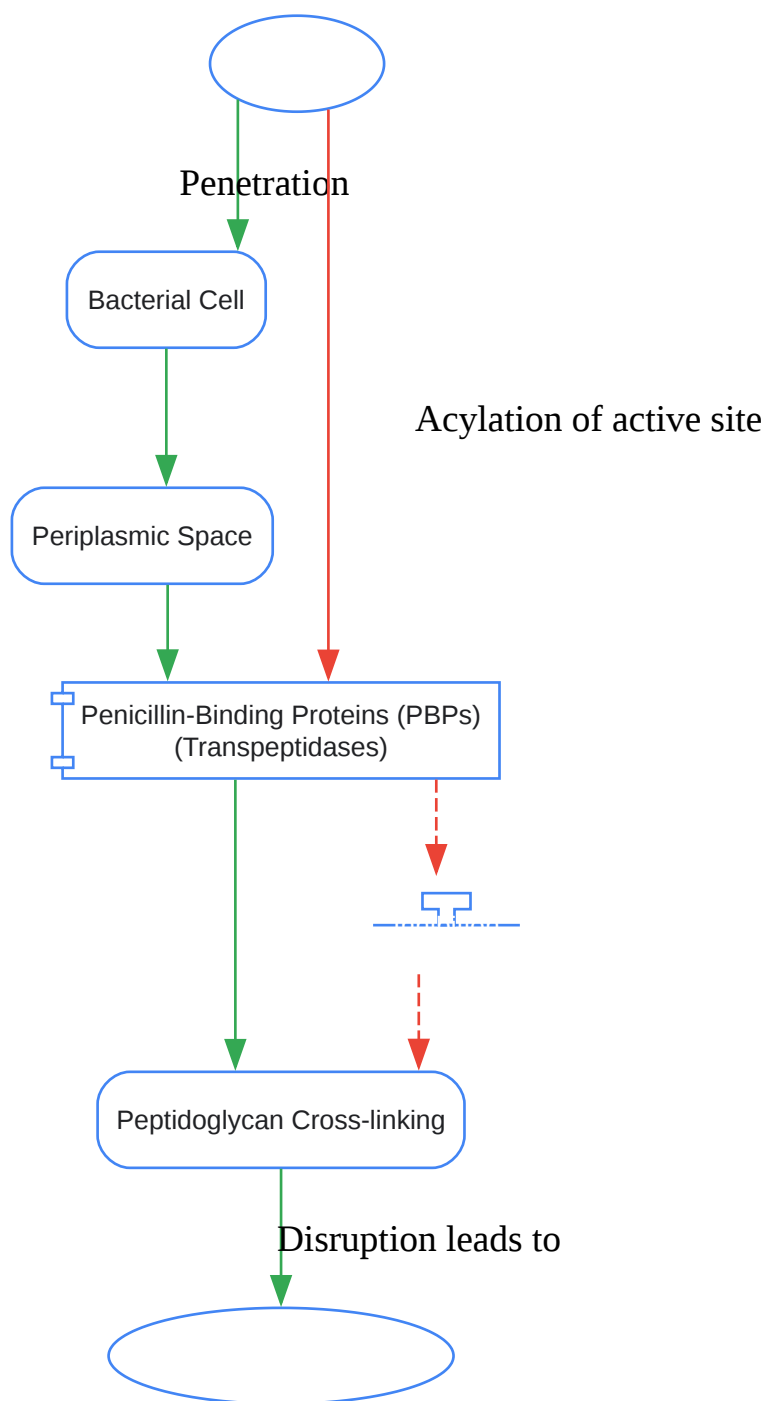 Penetration
Bacterial Cell
Acylation of active site
Periplasmic Space
Penicillin-Binding Proteins (PBPs)
(Transpeptidases)
Peptidoglycan Cross-linking
Disruption leads to